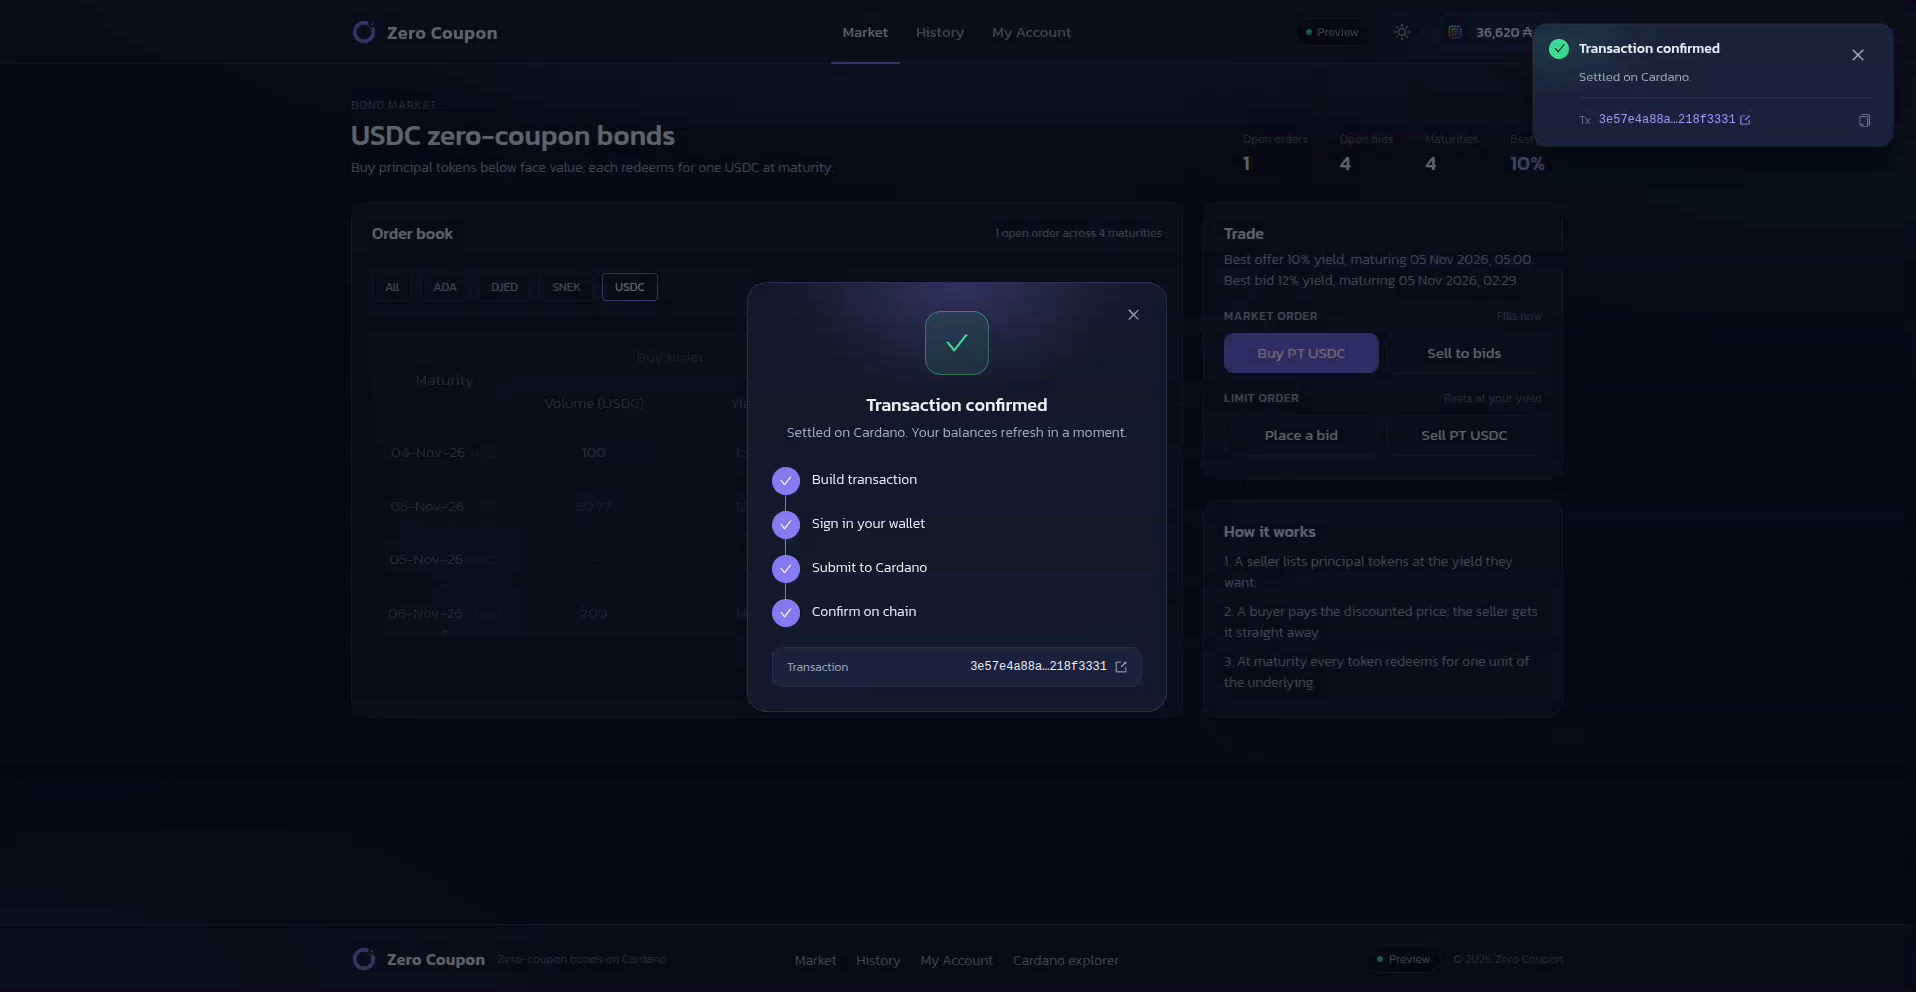 Zero Coupon
Market
History
My Account
Preview
36,620 ₳
Transaction confirmed
Settled on Cardano.
Tx 3e57e4a88a…218f3331
BOND MARKET
USDC zero-coupon bonds
Buy principal tokens below face value; each redeems for one USDC at maturity.
Open orders
1
Open bids
4
Maturities
4
Best
10%
Order book
1 open order across 4 maturities
All
ADA
DJED
SNEK
USDC
Buy order
Maturity
Volume (USDC)
04-Nov-26
100
05-Nov-26
05-Nov-26
—
06-Nov-26
200
Transaction confirmed
Settled on Cardano. Your balances refresh in a moment.
Build transaction
Sign in your wallet
Submit to Cardano
Confirm on chain
Transaction 3e57e4a88a…218f3331
Trade
Best offer 10% yield, maturing 05 Nov 2026, 05:00.
Best bid 12% yield, maturing 05 Nov 2026, 02:29.
MARKET ORDER
Fills now
Buy PT USDC
Sell to bids
LIMIT ORDER
Rests at your yield
Place a bid
Sell PT USDC
How it works
1. A seller lists principal tokens at the yield they
want.
2. A buyer pays the discounted price; the seller gets
it straight away.
3. At maturity every token redeems for one unit of
the underlying.
Zero Coupon
Zero-coupon bonds on Cardano
Market
History
My Account
Cardano explorer
Preview
© 2026 Zero Coupon